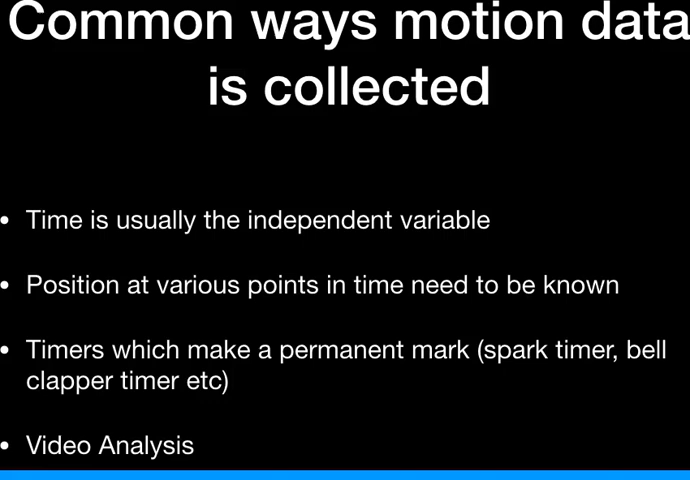 Common ways motion data
is collected
• Time is usually the independent variable
• Position at various points in time need to be known
• Timers which make a permanent mark (spark timer, bell
clapper timer etc)
• Video Analysis